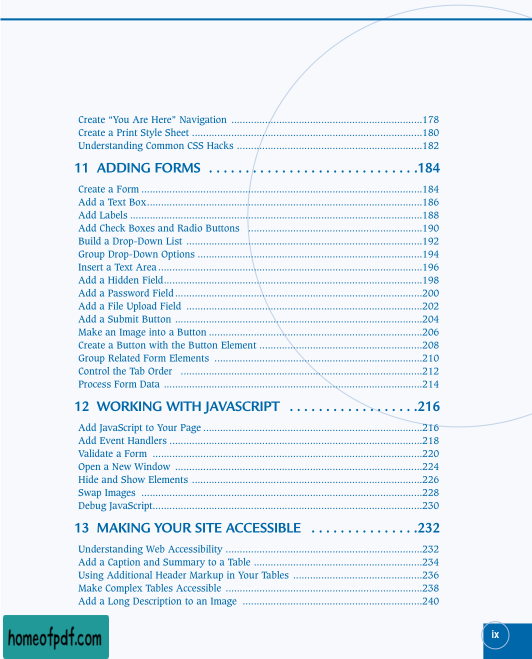 Create “You Are Here” Navigation ....................................................................178
Create a Print Style Sheet ..................................................................................180
Understanding Common CSS Hacks ..................................................................182
11 ADDING FORMS . . . . . . . . . . . . . . . . . . . . . . . . . . . . .184
Create a Form ....................................................................................................184
Add a Text Box..................................................................................................186
Add Labels ........................................................................................................188
Add Check Boxes and Radio Buttons ..............................................................190
Build a Drop-Down List ....................................................................................192
Group Drop-Down Options ................................................................................194
Insert a Text Area..............................................................................................196
Add a Hidden Field............................................................................................198
Add a Password Field........................................................................................200
Add a File Upload Field ....................................................................................202
Add a Submit Button ........................................................................................204
Make an Image into a Button............................................................................206
Create a Button with the Button Element ..........................................................208
Group Related Form Elements ..........................................................................210
Control the Tab Order ......................................................................................212
Process Form Data ............................................................................................214
12 WORKING WITH JAVASCRIPT . . . . . . . . . . . . . . . . . .216
Add JavaScript to Your Page..............................................................................216
Add Event Handlers ..........................................................................................218
Validate a Form ................................................................................................220
Open a New Window ........................................................................................224
Hide and Show Elements ..................................................................................226
Swap Images ....................................................................................................228
Debug JavaScript................................................................................................230
13 MAKING YOUR SITE ACCESSIBLE . . . . . . . . . . . . . . .232
Understanding Web Accessibility ......................................................................232
Add a Caption and Summary to a Table ............................................................234
Using Additional Header Markup in Your Tables ..............................................236
Make Complex Tables Accessible ......................................................................238
Add a Long Description to an Image ................................................................240
homeofpdf.com
ix